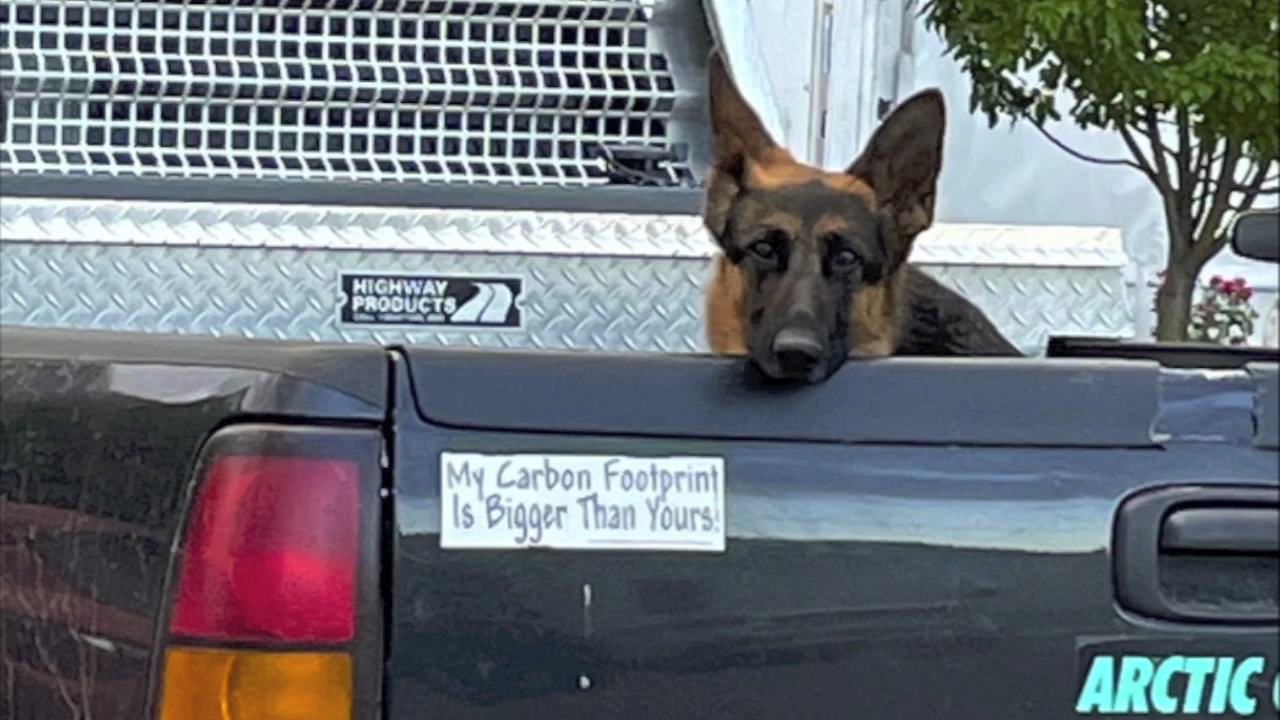 HIGHWAY
PRODUCTS
My Carbon Footprint
Is Bigger Than Yours!
ARCTIC